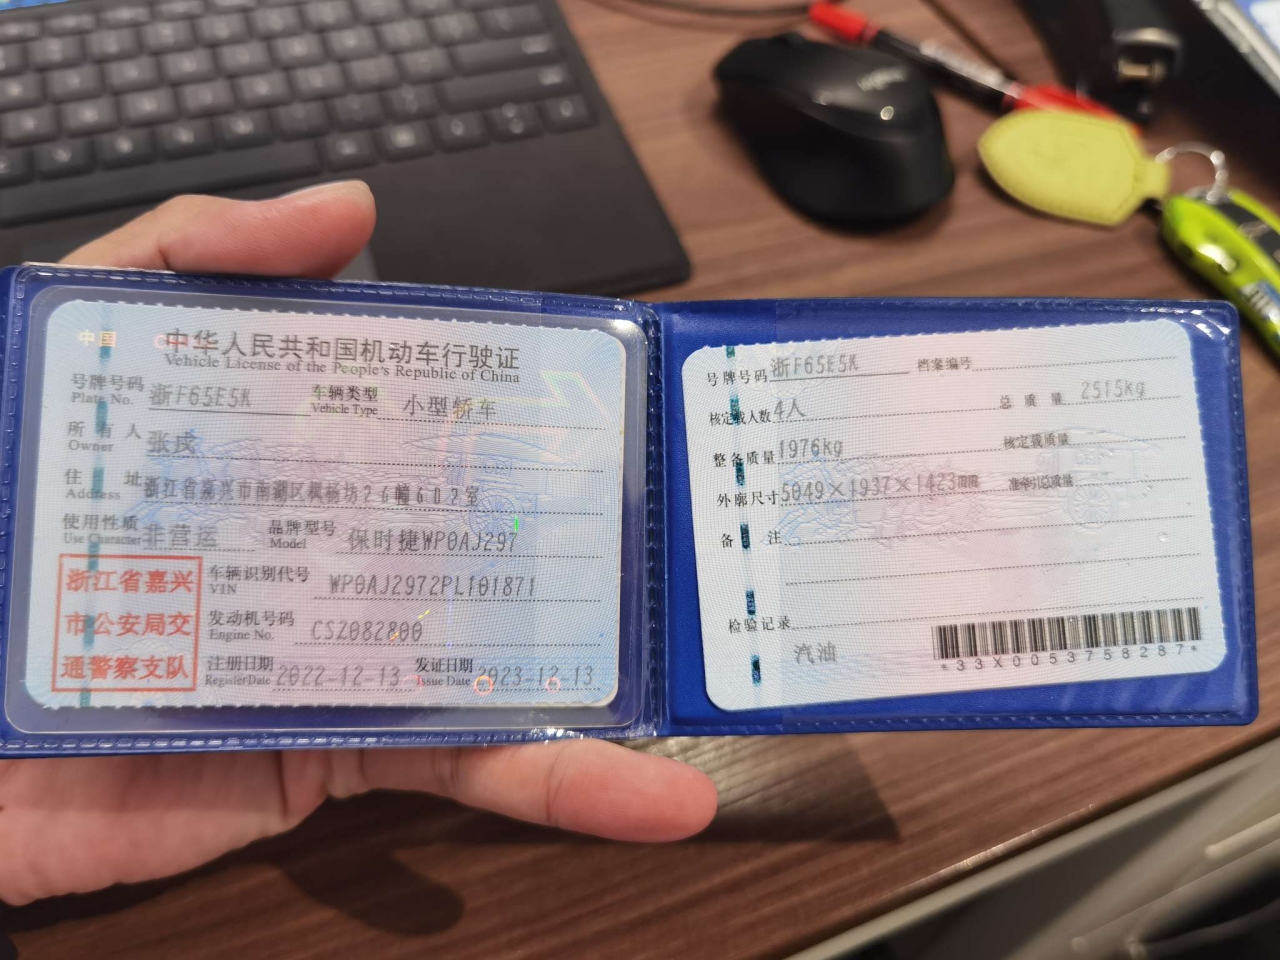 中国
中华人民共和国机动车行驶证
Vehicle License of the People's Republic of China
号牌号码 浙F65E5K 车辆类型 小型轿车
Plate No. Vehicle Type
所有人 张戌
Owner
住址 浙江省嘉兴市南湖区枫杨坊26幢602室
Address
使用性质 非营运 品牌型号 保时捷WP0AJ297
Use Character Model
浙江省嘉兴
市公安局交
通警察支队
车辆识别代号 WP0AJ2972PL101871
VIN
发动机号码 CSZ082800
Engine No.
注册日期 2022-12-13 发证日期 2023-12-13
Register Date Issue Date
号牌号码 浙F65E5K 档案编号
核定载人数 4人 总质量 2515kg
整备质量 1976kg 核定载质量
外廓尺寸 5049×1937×1423mm 准牵引总质量
备注
检验记录
汽油
*33X0053758287*